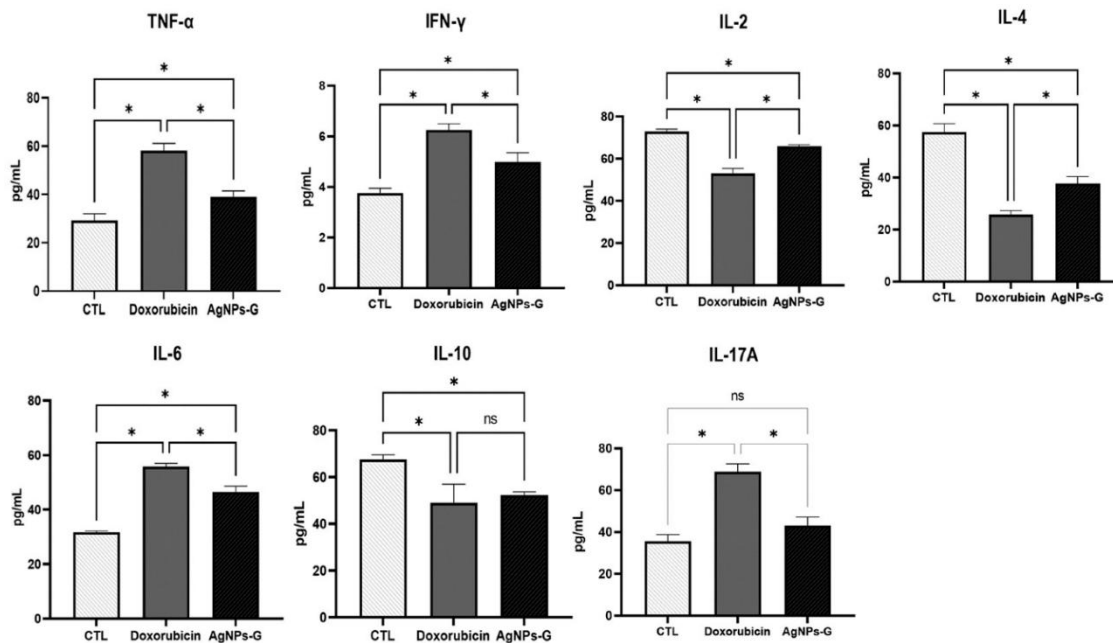 TNF-α
*
* *
80
60
40
20
0
pg/mL
CTL Doxorubicin AgNPs-G
IFN-γ
*
* *
8
6
4
2
0
pg/mL
CTL Doxorubicin AgNPs-G
IL-2
*
* *
80
60
40
20
0
pg/mL
CTL Doxorubicin AgNPs-G
IL-4
*
* *
80
60
40
20
0
pg/mL
CTL Doxorubicin AgNPs-G
IL-6
*
* *
80
60
40
20
0
pg/mL
CTL Doxorubicin AgNPs-G
IL-10
*
* ns
80
60
40
20
0
pg/mL
CTL Doxorubicin AgNPs-G
IL-17A
ns
* *
80
60
40
20
0
pg/mL
CTL Doxorubicin AgNPs-G